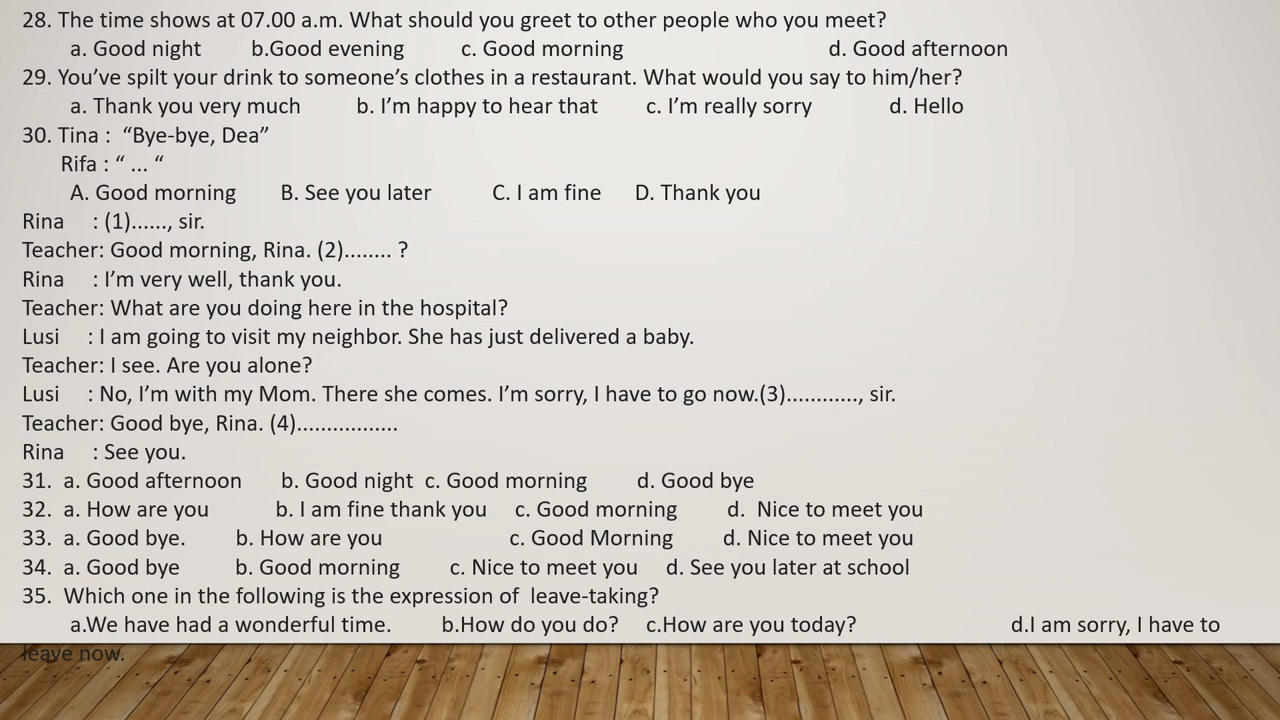 28. The time shows at 07.00 a.m. What should you greet to other people who you meet?
a. Good night b.Good evening c. Good morning d. Good afternoon
29. You’ve spilt your drink to someone’s clothes in a restaurant. What would you say to him/her?
a. Thank you very much b. I’m happy to hear that c. I’m really sorry d. Hello
30. Tina : “Bye-bye, Dea”
Rifa : “ ... “
A. Good morning B. See you later C. I am fine D. Thank you
Rina : (1)......, sir.
Teacher: Good morning, Rina. (2)........ ?
Rina : I’m very well, thank you.
Teacher: What are you doing here in the hospital?
Lusi : I am going to visit my neighbor. She has just delivered a baby.
Teacher: I see. Are you alone?
Lusi : No, I’m with my Mom. There she comes. I’m sorry, I have to go now.(3)............, sir.
Teacher: Good bye, Rina. (4).................
Rina : See you.
31. a. Good afternoon b. Good night c. Good morning d. Good bye
32. a. How are you b. I am fine thank you c. Good morning d. Nice to meet you
33. a. Good bye. b. How are you c. Good Morning d. Nice to meet you
34. a. Good bye b. Good morning c. Nice to meet you d. See you later at school
35. Which one in the following is the expression of leave-taking?
a.We have had a wonderful time. b.How do you do? c.How are you today? d.I am sorry, I have to
leave now.